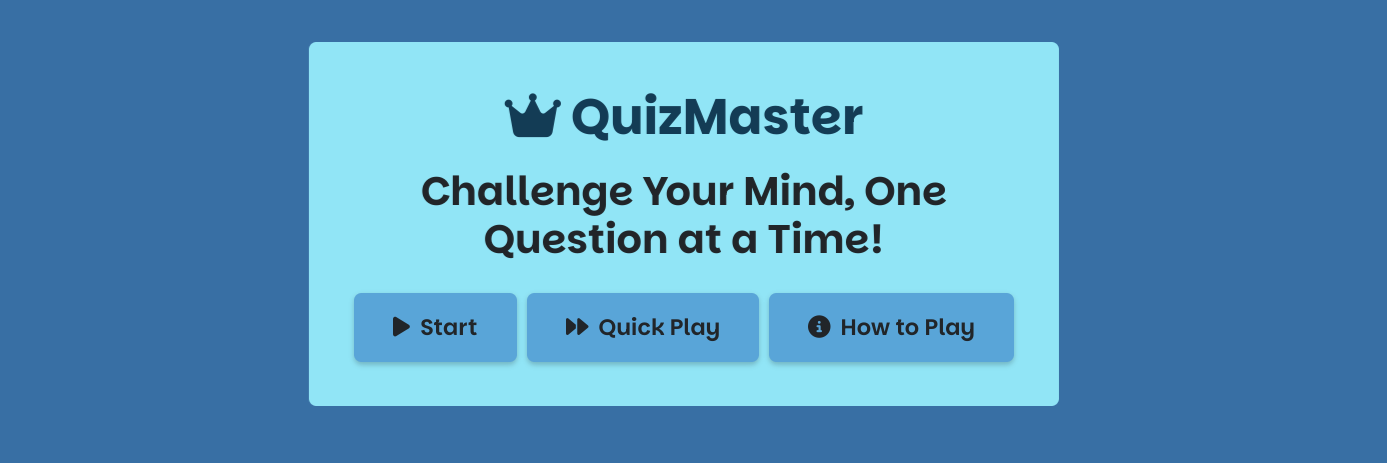 QuizMaster
Challenge Your Mind, One
Question at a Time!
Start
Quick Play
How to Play